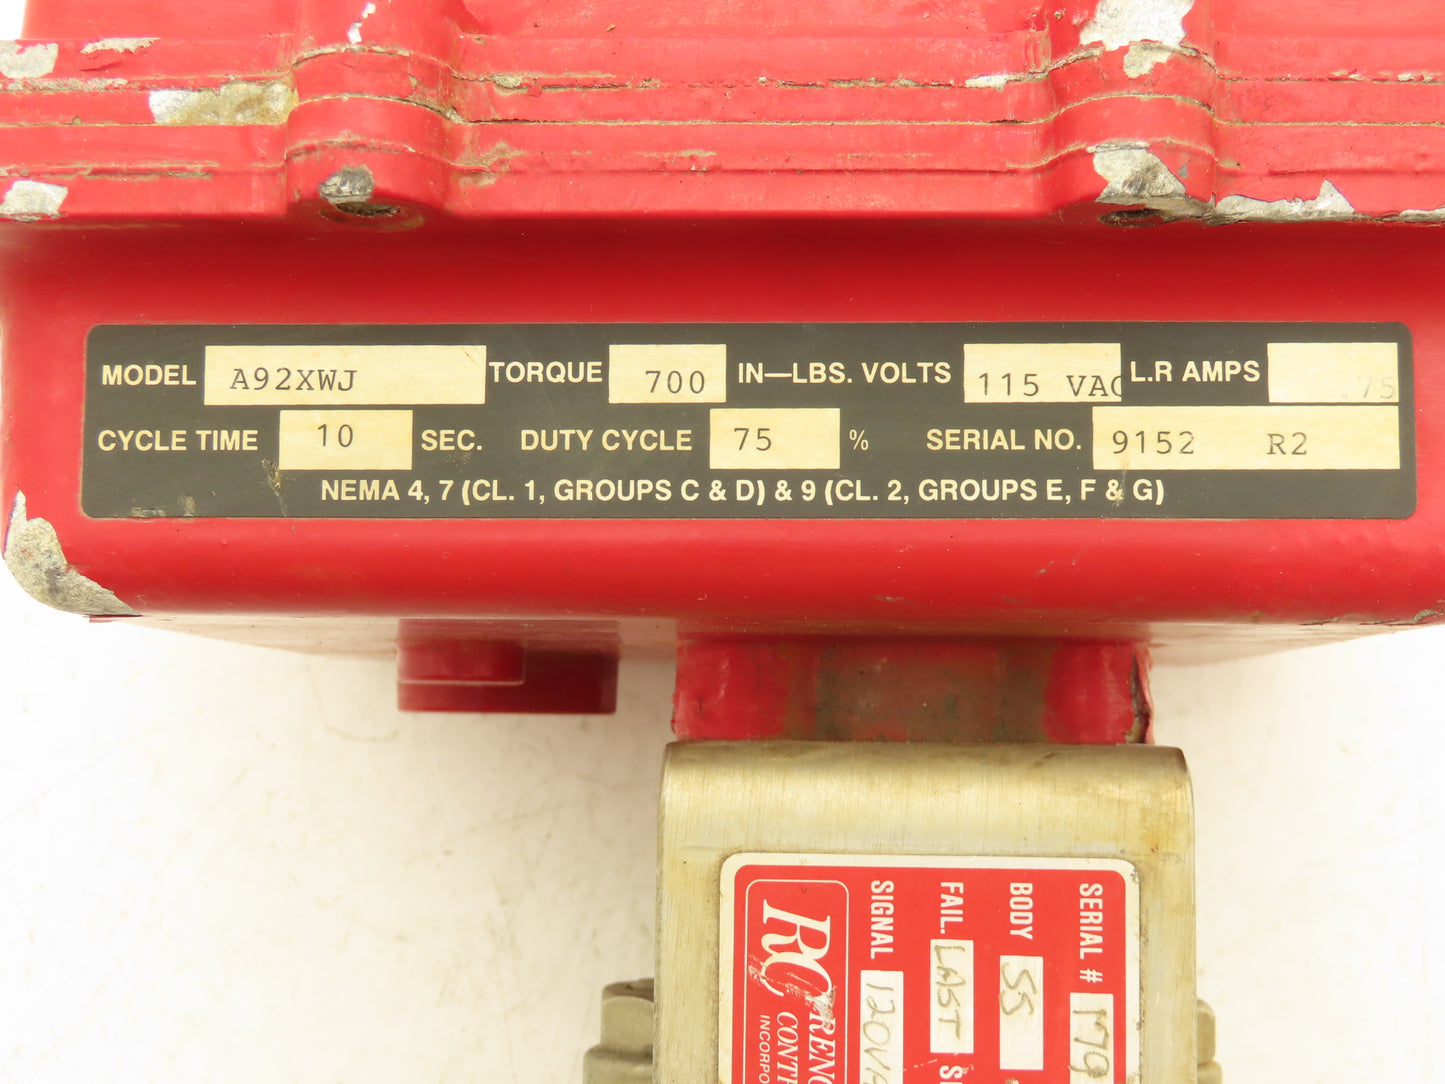 MODEL A92XWJ TORQUE 700 IN—LBS. VOLTS 115 VAC L.R AMPS .75
CYCLE TIME 10 SEC. DUTY CYCLE 75 % SERIAL NO. 9152 R2
NEMA 4, 7 (CL. 1, GROUPS C & D) & 9 (CL. 2, GROUPS E, F & G)
SERIAL # 179
BODY SS
FAIL. LAST
SIGNAL 120VA
RC